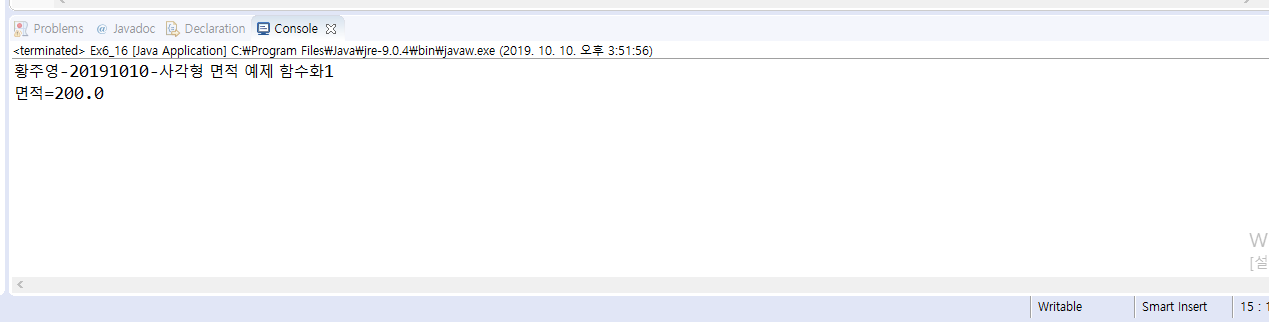 Problems @ Javadoc Declaration Console
<terminated> Ex6_16 [Java Application] C:₩Program Files₩Java₩jre-9.0.4₩bin₩javaw.exe (2019. 10. 10. 오후 3:51:56)
황주영-20191010-사각형 면적 예제 함수화1
면적=200.0
W
[설
Writable Smart Insert 15 : 1